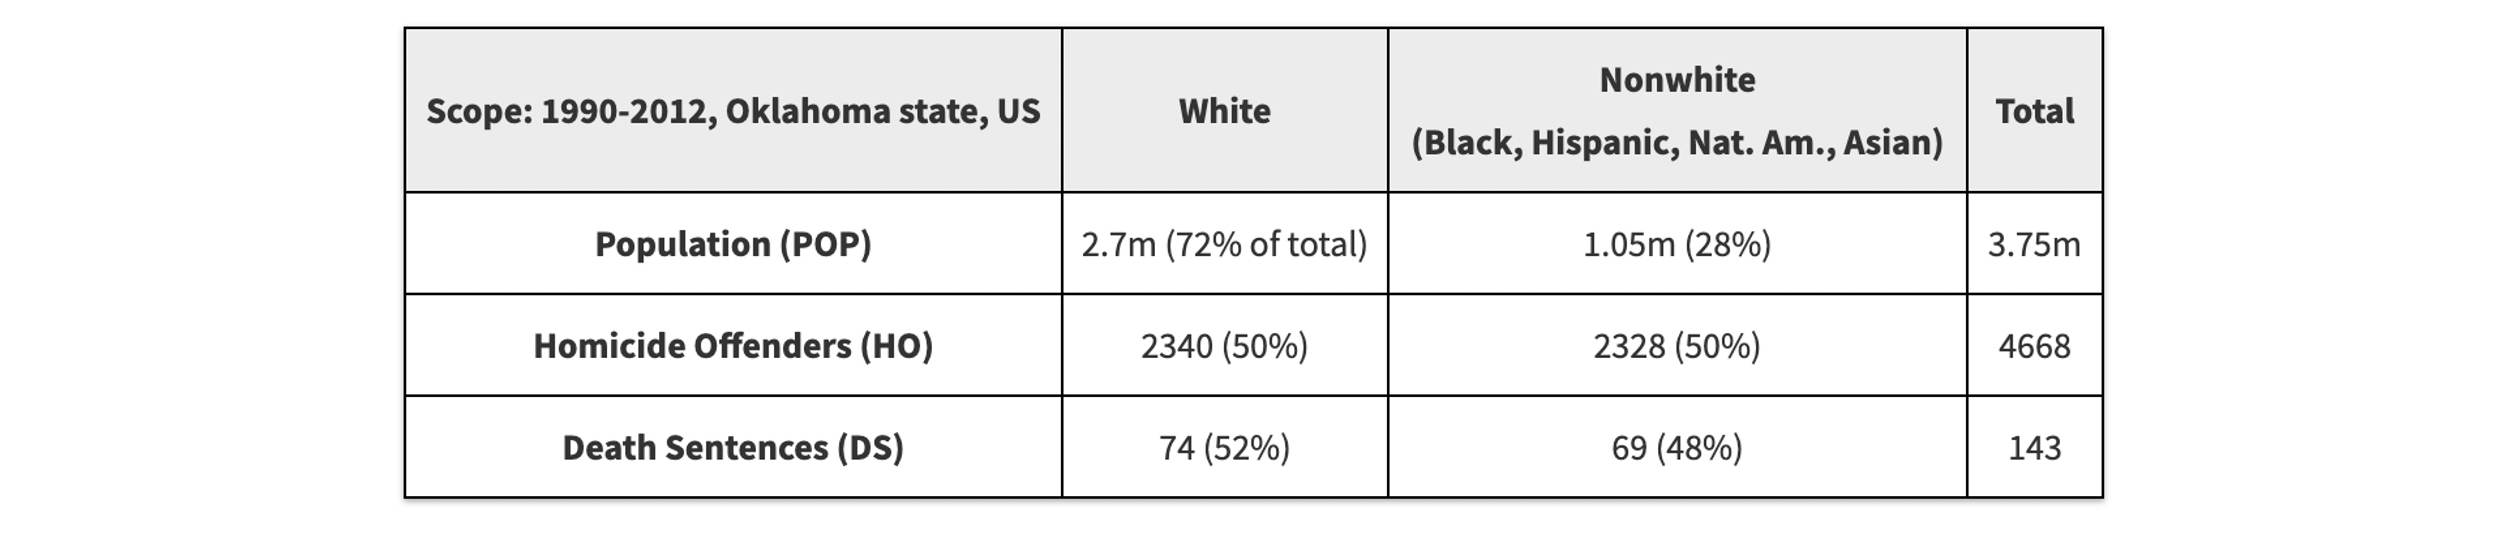 Scope: 1990-2012, Oklahoma state, US
White
Nonwhite
(Black, Hispanic, Nat. Am., Asian)
Total
Population (POP)
2.7m (72% of total)
1.05m (28%)
3.75m
Homicide Offenders (HO)
2340 (50%)
2328 (50%)
4668
Death Sentences (DS)
74 (52%)
69 (48%)
143